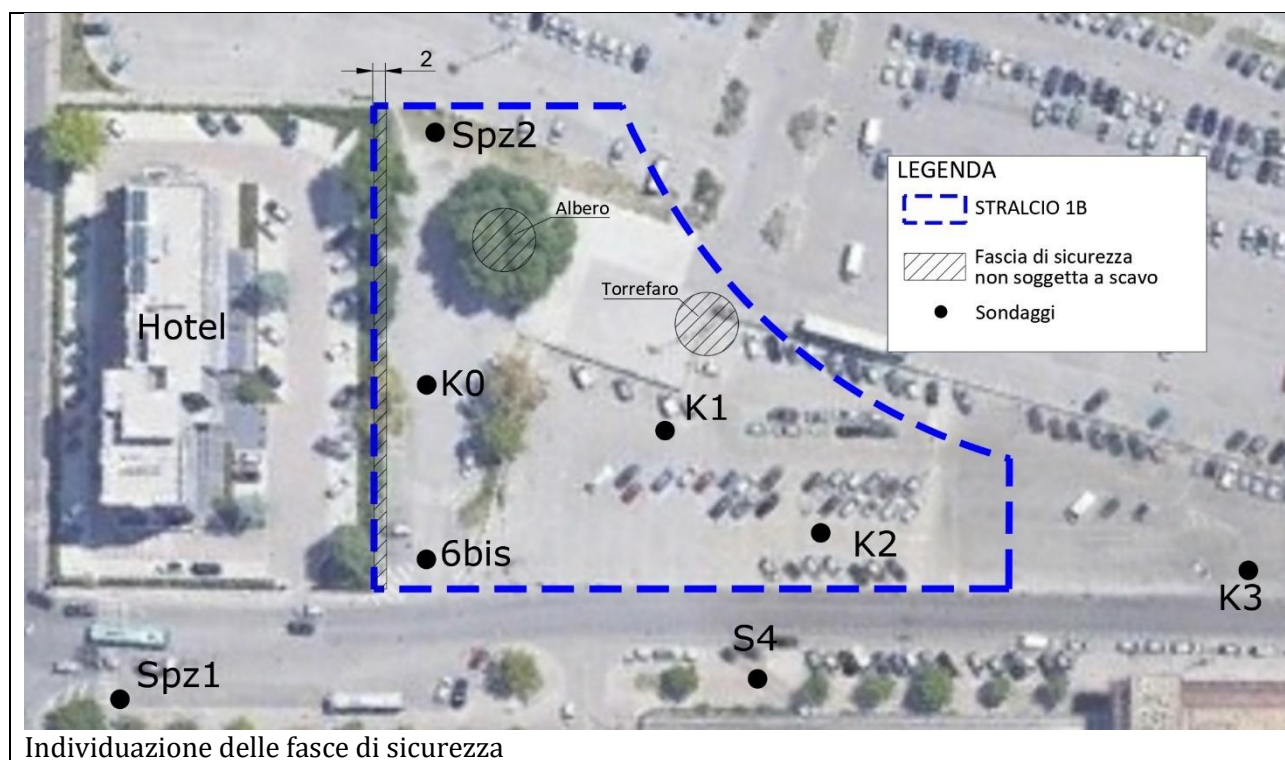 2
Spz2
LEGENDA
STRALCIO 1B
Fascia di sicurezza
non soggetta a scavo
Sondaggi
Albero
Torrefaro
Hotel
K0
K1
6bis
K2
K3
S4
Spz1
Individuazione delle fasce di sicurezza